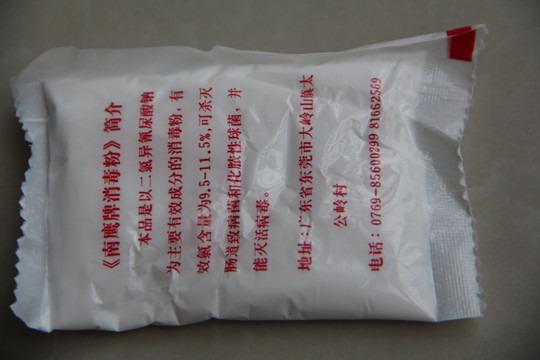 《南鹰牌消毒粉》简介
本品是以二氯异氰尿酸钠
为主要有效成分的消毒粉，有
效氯含量为9.5-11.5%，可杀灭
肠道致病菌和化脓性球菌，并
能灭活病毒。
地址：广东省东莞市大岭山镇太
公岭村
电话：0769-85600299 81662569